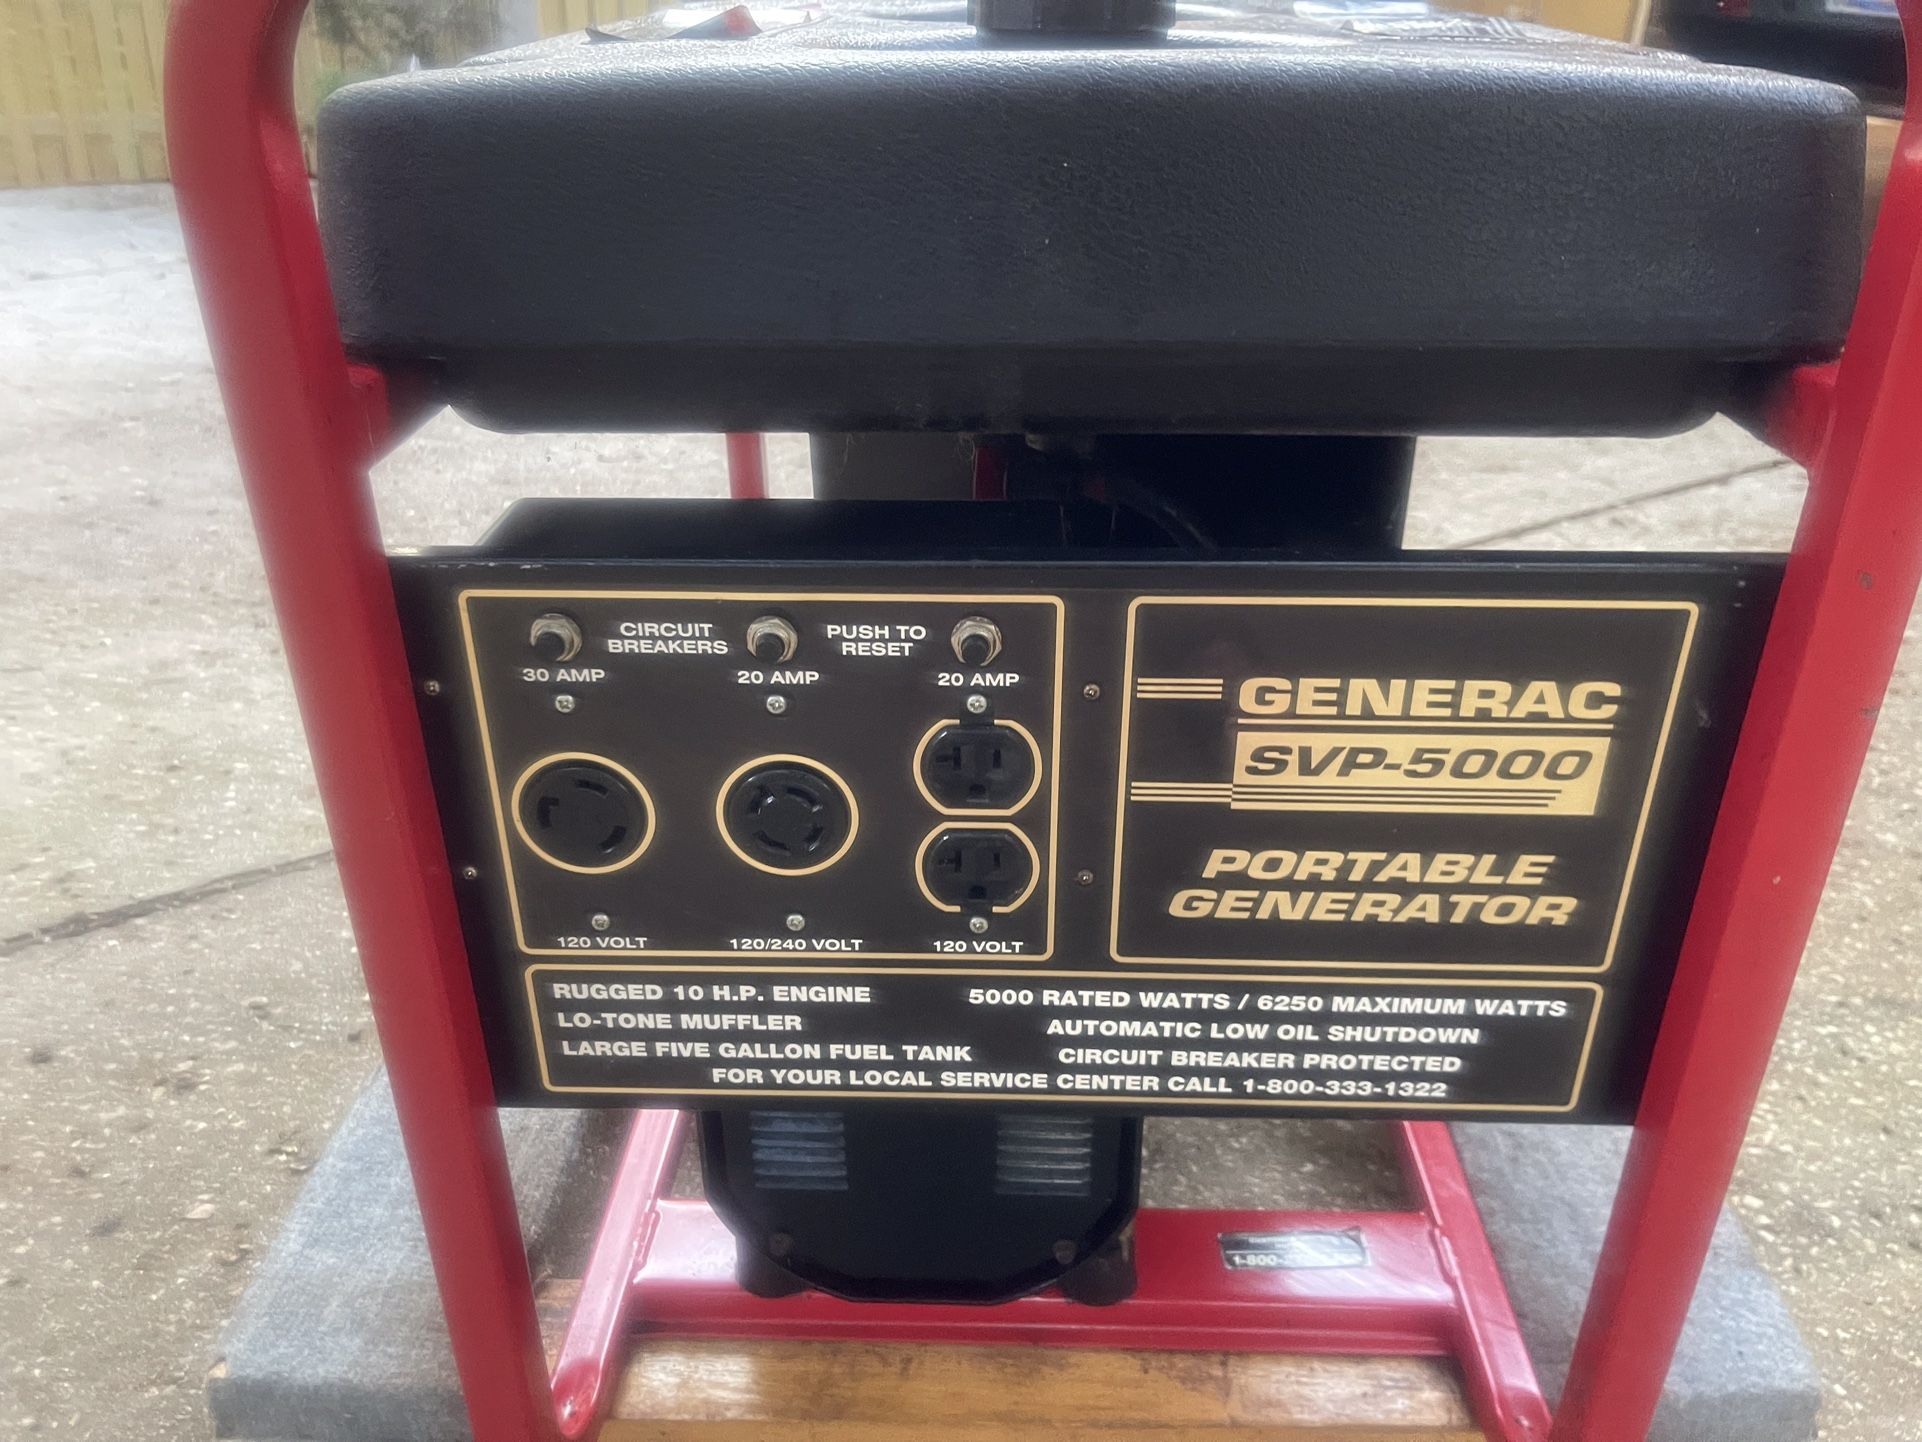 CIRCUIT
BREAKERS
PUSH TO
RESET
30 AMP
20 AMP
20 AMP
120 VOLT
120/240 VOLT
120 VOLT
GENERAC
SVP-5000
PORTABLE
GENERATOR
RUGGED 10 H.P. ENGINE
5000 RATED WATTS / 6250 MAXIMUM WATTS
LO-TONE MUFFLER
AUTOMATIC LOW OIL SHUTDOWN
LARGE FIVE GALLON FUEL TANK
CIRCUIT BREAKER PROTECTED
FOR YOUR LOCAL SERVICE CENTER CALL 1-800-333-1322